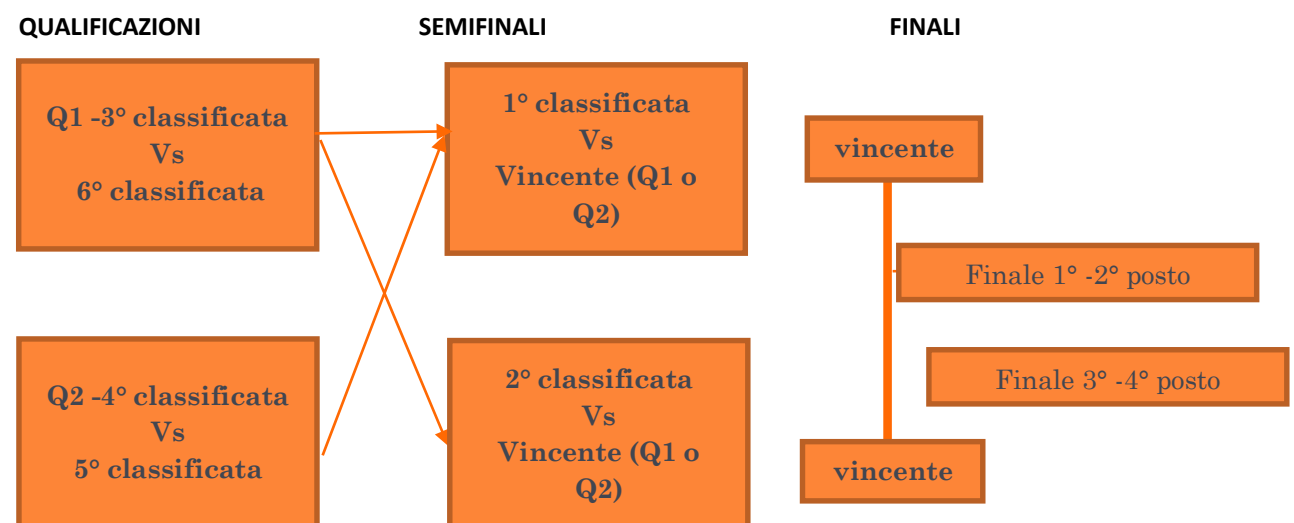 QUALIFICAZIONI
SEMIFINALI
FINALI
Q1 -3° classificata
Vs
6° classificata
1° classificata
Vs
Vincente (Q1 o
Q2)
vincente
Finale 1° -2° posto
Q2 -4° classificata
Vs
5° classificata
2° classificata
Vs
Vincente (Q1 o
Q2)
Finale 3° -4° posto
vincente